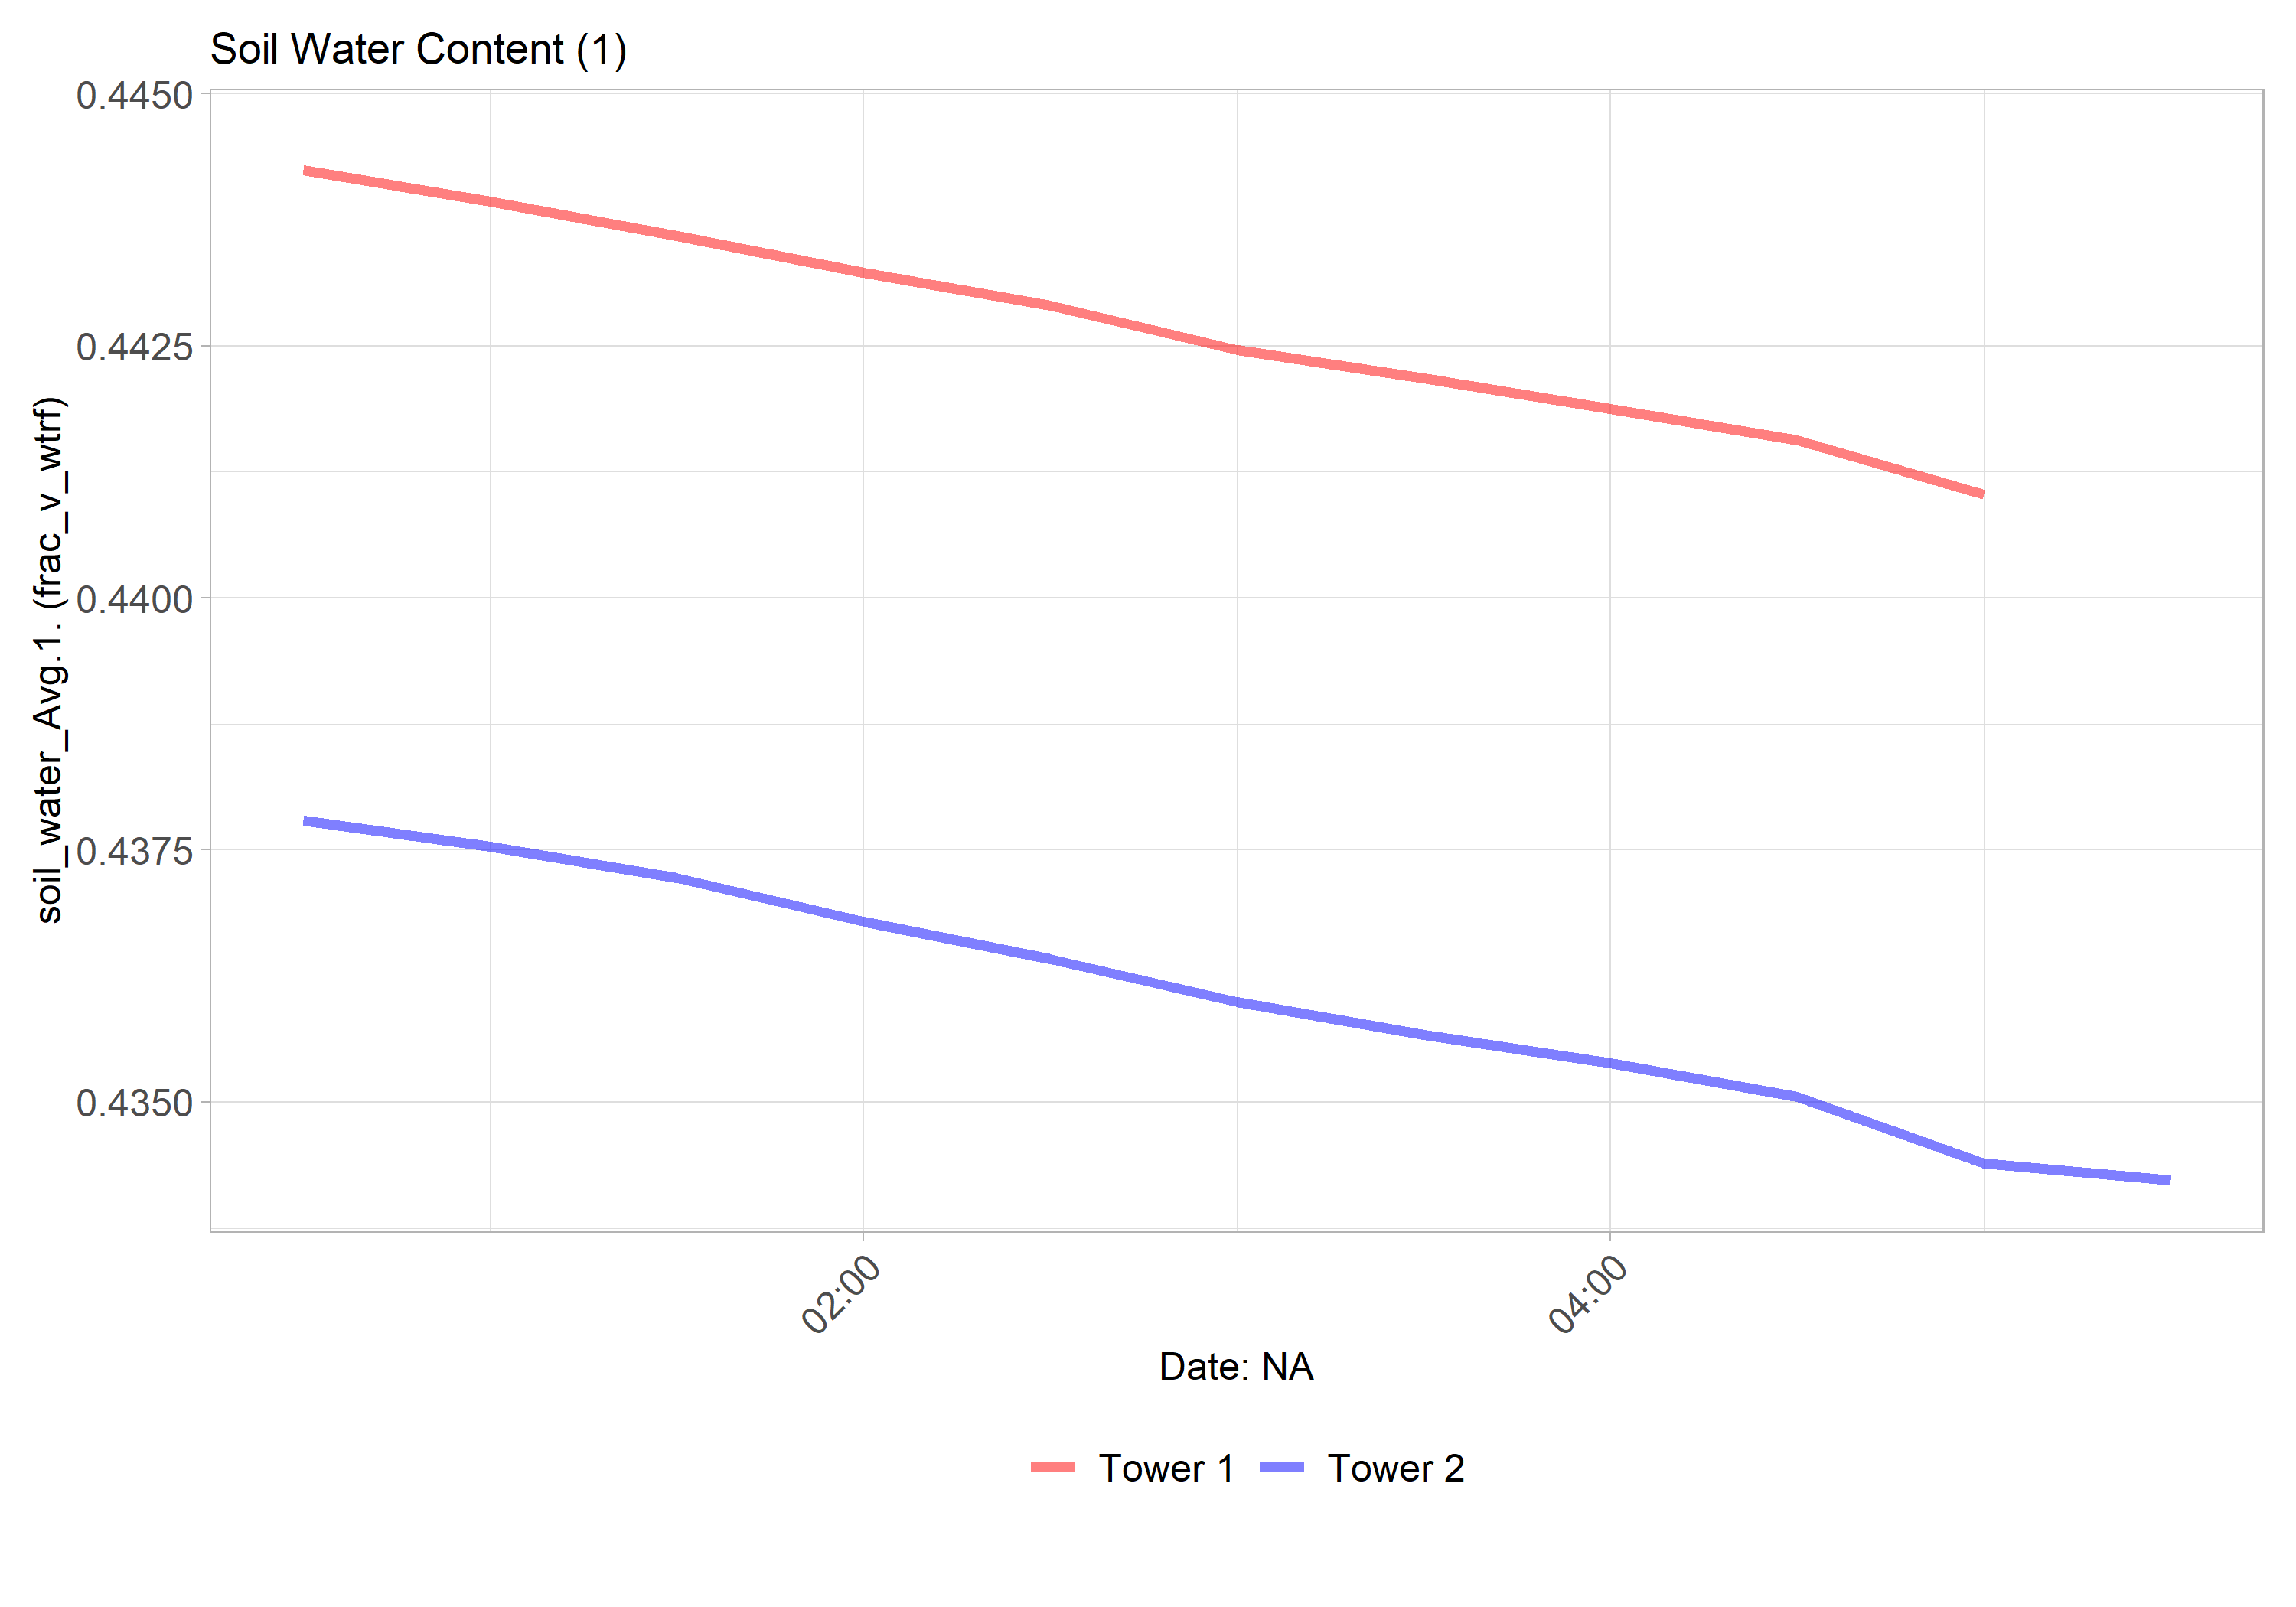 Soil Water Content (1)
soil_water_Avg.1. (frac_v_wtrf)
0.4450
0.4425
0.4400
0.4375
0.4350
02:00
04:00
Date: NA
Tower 1
Tower 2